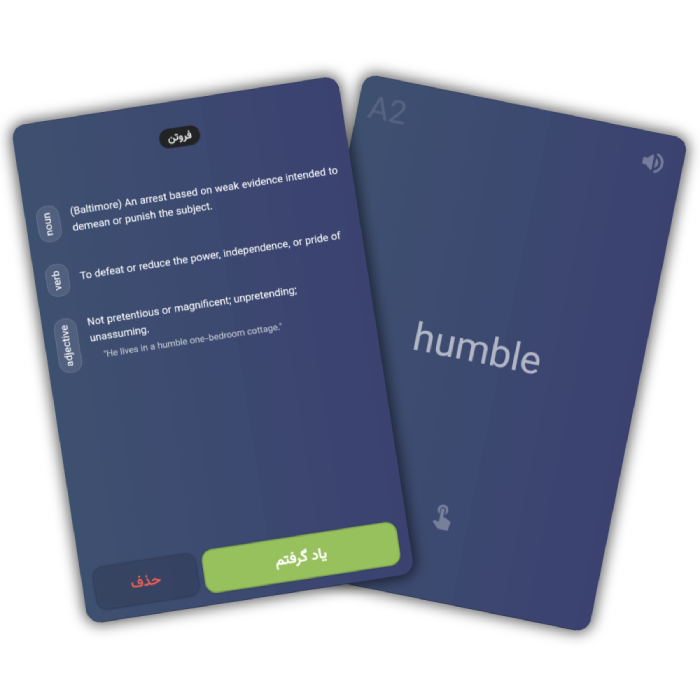 فروتن
noun
(Baltimore) An arrest based on weak evidence intended to
demean or punish the subject.
verb
To defeat or reduce the power, independence, or pride of
adjective
Not pretentious or magnificent; unpretending;
unassuming.
"He lives in a humble one-bedroom cottage."
حذف
یاد گرفتم
A2
humble